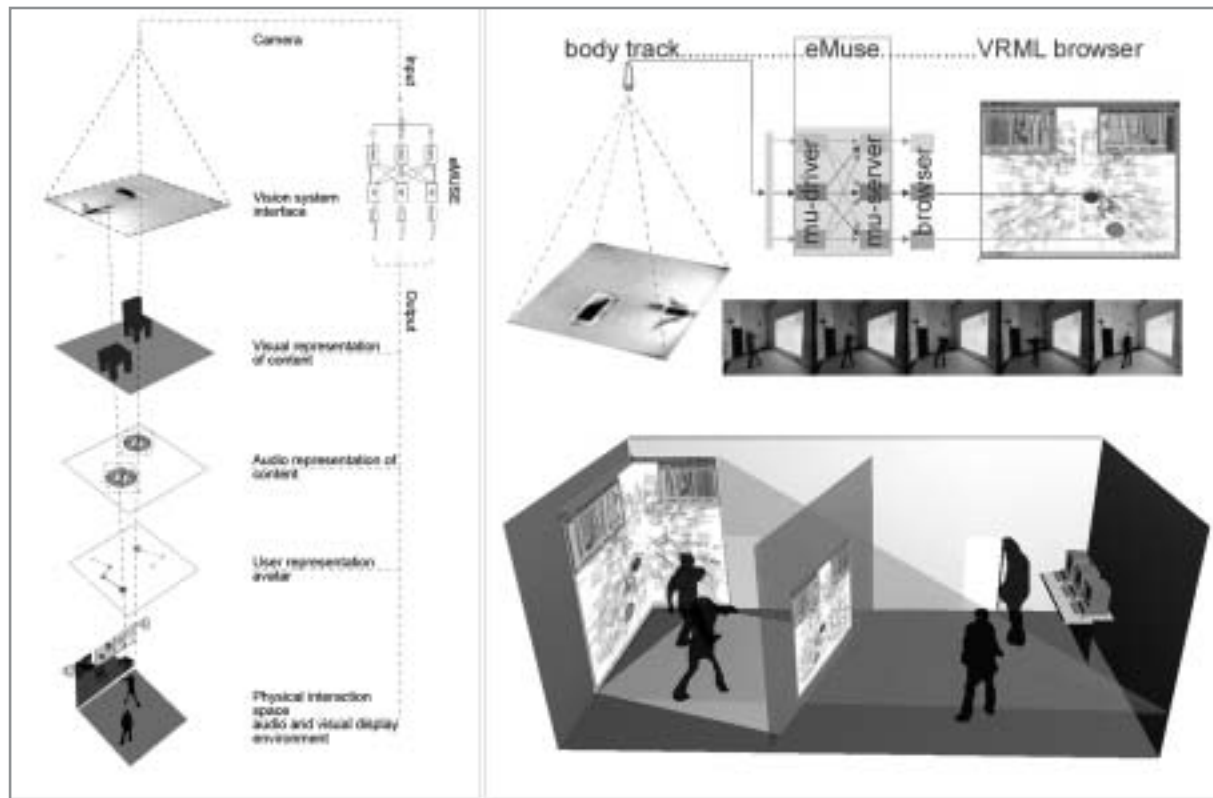 Camera
Input
eMUSE
Vision system
interface
Output
Visual representation
of content
Audio representation of
content
User representation
avatar
Physical interaction
space
audio and visual display
environment
body track
eMuse
VRML browser
mu-driver
mu-server
browser